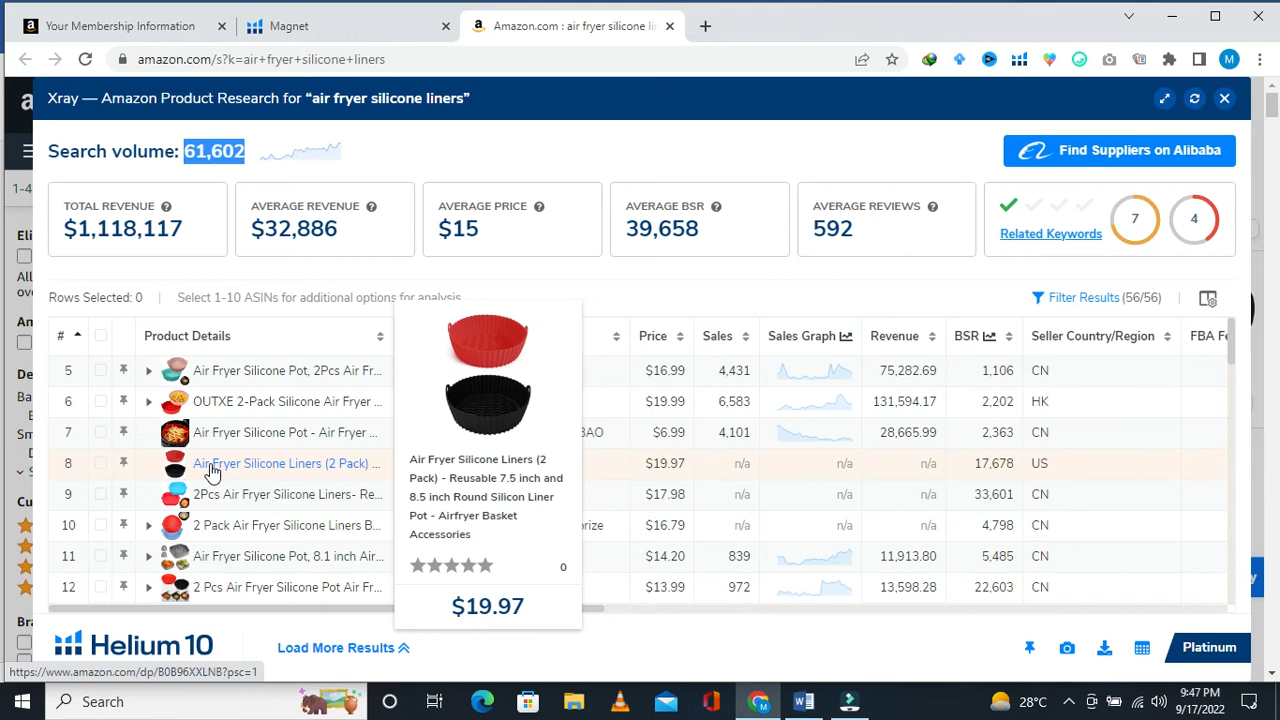 Your Membership Information
Magnet
Amazon.com : air fryer silicone lin
amazon.com/s?k=air+fryer+silicone+liners
M
Xray — Amazon Product Research for “air fryer silicone liners”
Search volume: 61,602
Find Suppliers on Alibaba
TOTAL REVENUE
$1,118,117
AVERAGE REVENUE
$32,886
AVERAGE PRICE
$15
AVERAGE BSR
39,658
AVERAGE REVIEWS
592
Related Keywords
7
4
Rows Selected: 0
Select 1-10 ASINs for additional options for analysis
Filter Results (56/56)
# Product Details Price Sales Sales Graph Revenue BSR Seller Country/Region FBA Fe
5 Air Fryer Silicone Pot, 2Pcs Air Fr... $16.99 4,431 75,282.69 1,106 CN
6 OUTXE 2-Pack Silicone Air Fryer ... $19.99 6,583 131,594.17 2,202 HK
7 Air Fryer Silicone Pot - Air Fryer ... BAO $6.99 4,101 28,665.99 2,363 CN
8 Air Fryer Silicone Liners (2 Pack) ... $19.97 n/a n/a n/a 17,678 US
9 2Pcs Air Fryer Silicone Liners- Re... $17.98 n/a n/a n/a 33,601 CN
10 2 Pack Air Fryer Silicone Liners B... orize $16.79 n/a n/a n/a 4,798 CN
11 Air Fryer Silicone Pot, 8.1 inch Air... $14.20 839 11,913.80 5,485 CN
12 2 Pcs Air Fryer Silicone Pot Air Fr... $13.99 972 13,598.28 22,603 CN
Air Fryer Silicone Liners (2
Pack) - Reusable 7.5 inch and
8.5 inch Round Silicon Liner
Pot - Airfryer Basket
Accessories
0
$19.97
Helium 10
Load More Results
Platinum
https://www.amazon.com/dp/B0B96XXLNB?psc=1
Search
28°C
9:47 PM
9/17/2022